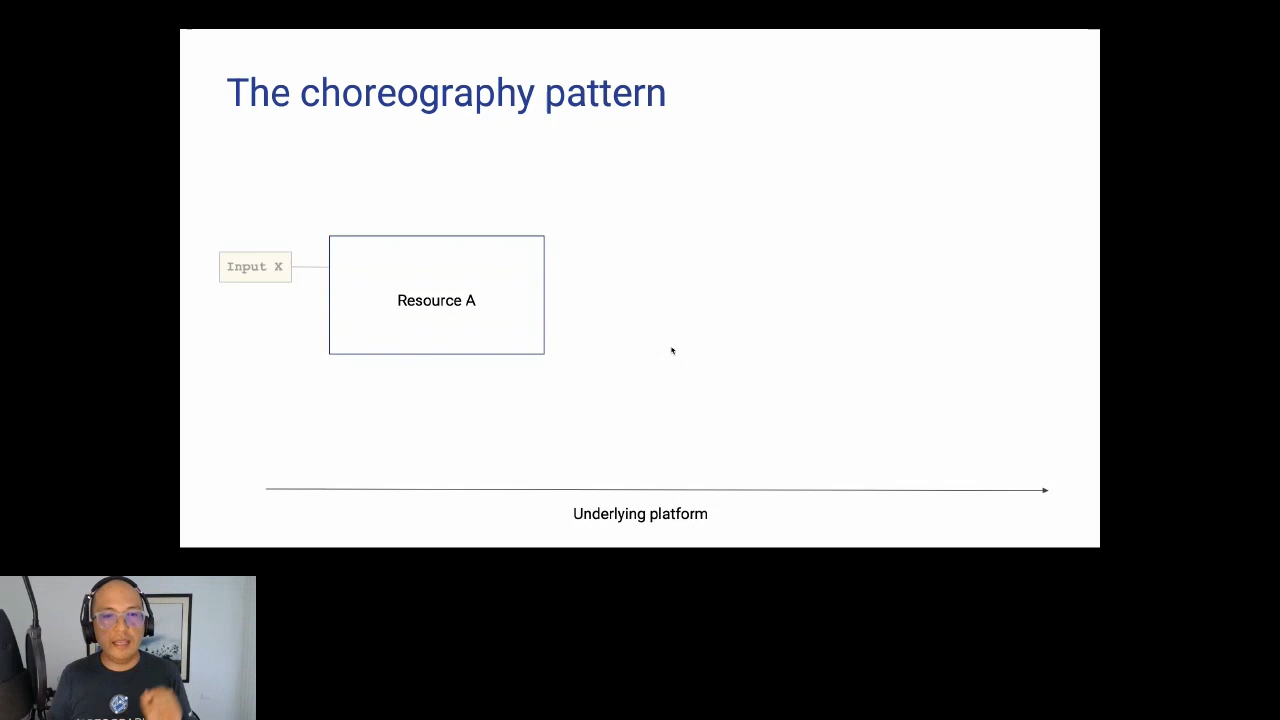 The choreography pattern
Input X
Resource A
Underlying platform